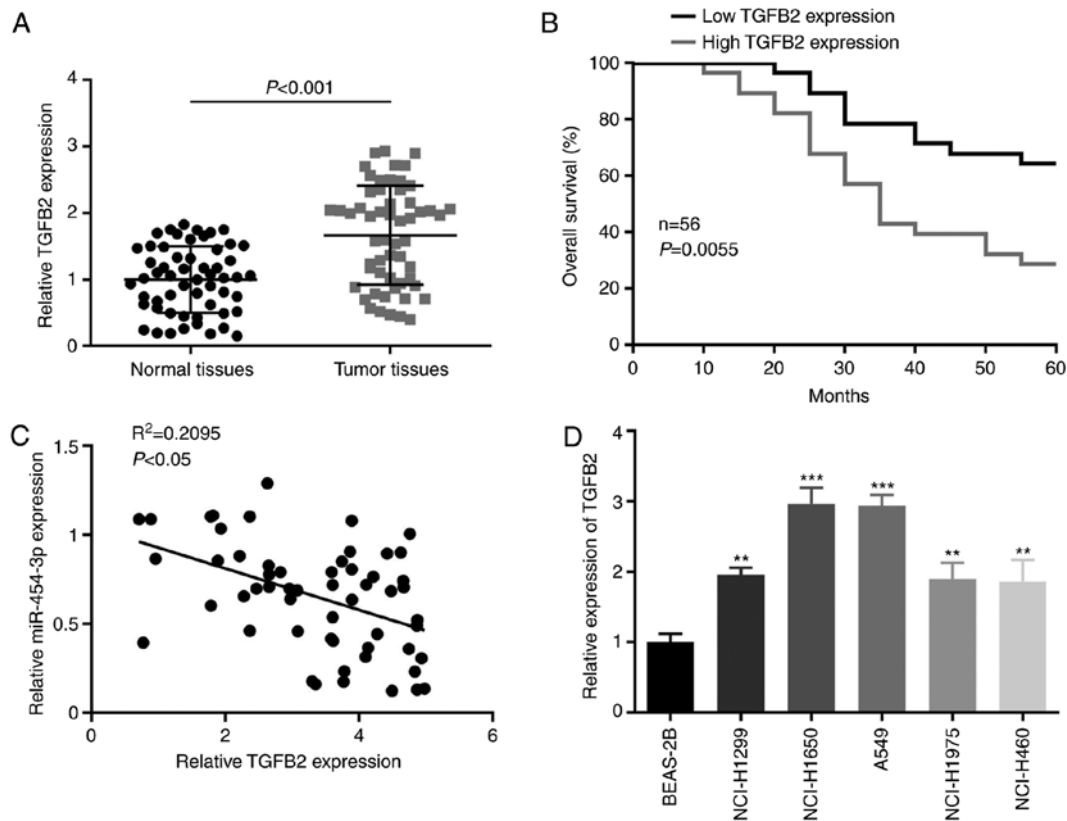 A
Relative TGFB2 expression
4
3
2
1
0
P<0.001
Normal tissues
Tumor tissues
B
Low TGFB2 expression
High TGFB2 expression
Overall survival (%)
100
80
60
40
20
0
n=56
P=0.0055
0
10
20
30
40
50
60
Months
C
R²=0.2095
P<0.05
Relative miR-454-3p expression
1.5
1
0.5
0
0
2
4
6
Relative TGFB2 expression
D
Relative expression of TGFB2
4
3
2
1
0
**
***
***
**
**
BEAS-2B
NCI-H1299
NCI-H1650
A549
NCI-H1975
NCI-H460